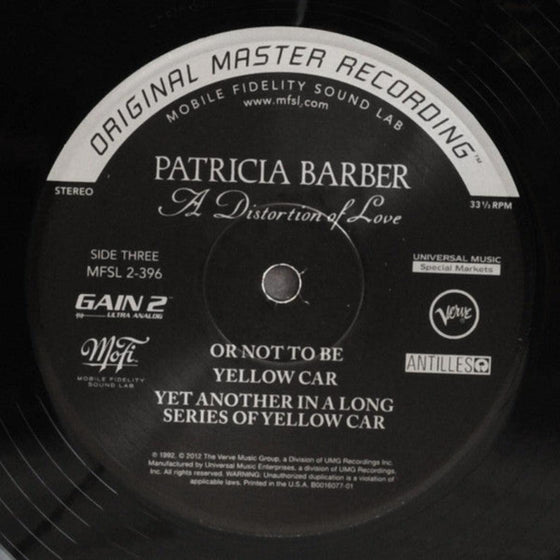 ORIGINAL MASTER RECORDING™
MOBILE FIDELITY SOUND LAB
www.mfsl.com
PATRICIA BARBER
A Distortion of Love
STEREO
33⅓ RPM
SIDE THREE
MFSL 2-396
UNIVERSAL MUSIC
Special Markets
GAIN 2™
ULTRA ANALOG
Verve
MoFi
MOBILE FIDELITY
SOUND LAB
ANTILLES
OR NOT TO BE
YELLOW CAR
YET ANOTHER IN A LONG
SERIES OF YELLOW CAR
℗ 1992, © 2012 The Verve Music Group, a Division of UMG Recordings Inc.
Manufactured by Universal Music Enterprises, a division of UMG Recordings,
Inc. All rights reserved. WARNING: Unauthorized duplication is a violation of
applicable laws. Printed in the U.S.A. B0016077-01